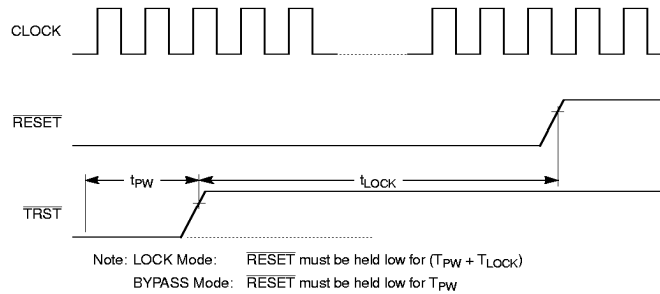 CLOCK
RESET
tPW
tLOCK
TRST
Note: LOCK Mode: RESET must be held low for (TPW + TLOCK)
BYPASS Mode: RESET must be held low for TPW